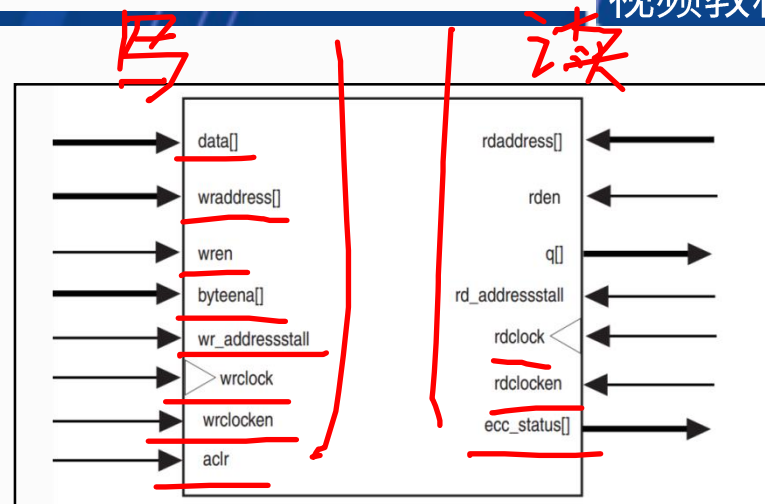 视频教程
写
读
data[]
wraddress[]
wren
byteena[]
wr_addressstall
wrclock
wrclocken
aclr
rdaddress[]
rden
q[]
rd_addressstall
rdclock
rdclocken
ecc_status[]